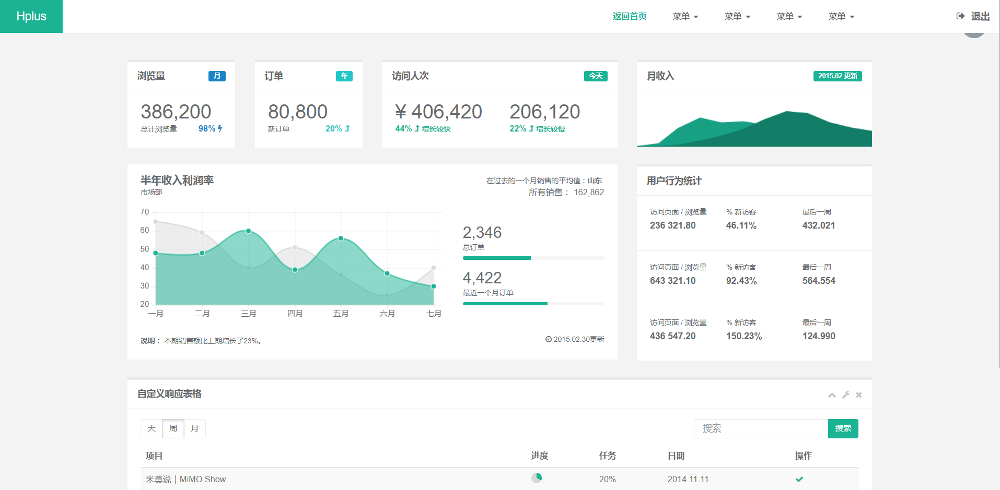 Hplus
返回首页 菜单 菜单 菜单 菜单 退出
浏览量 月
386,200
总计浏览量 98%
订单 年
80,800
新订单 20%
访问人次 今天
¥ 406,420 206,120
44% 增长较快 22% 增长较慢
月收入 2015.02 更新
半年收入利润率
市场部
在过去的一个月销售的平均值：山东
所有销售： 162,862
70
60
50
40
30
20
一月 二月 三月 四月 五月 六月 七月
2,346
总订单
4,422
最近一个月订单
说明： 本期销售额比上期增长了23%。
2015.02.30更新
用户行为统计
访问页面 / 浏览量 % 新访客 最后一周
236 321.80 46.11% 432.021
访问页面 / 浏览量 % 新访客 最后一周
643 321.10 92.43% 564.554
访问页面 / 浏览量 % 新访客 最后一周
436 547.20 150.23% 124.990
自定义响应表格
天 周 月
搜索 搜索
项目 进度 任务 日期 操作
米莫说｜MiMO Show 20% 2014.11.11